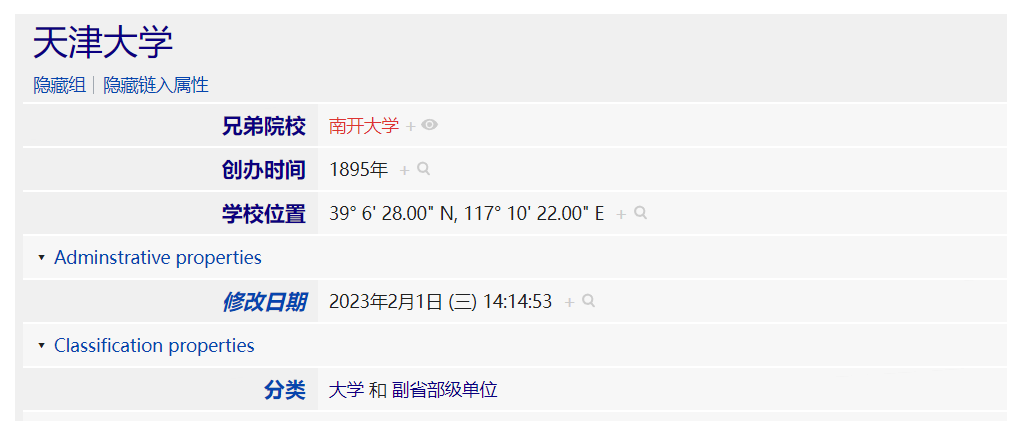 天津大学
隐藏组 | 隐藏链入属性
兄弟院校 南开大学 +
创办时间 1895年 +
学校位置 39° 6' 28.00" N, 117° 10' 22.00" E +
Adminstrative properties
修改日期 2023年2月1日 (三) 14:14:53 +
Classification properties
分类 大学 和 副省部级单位